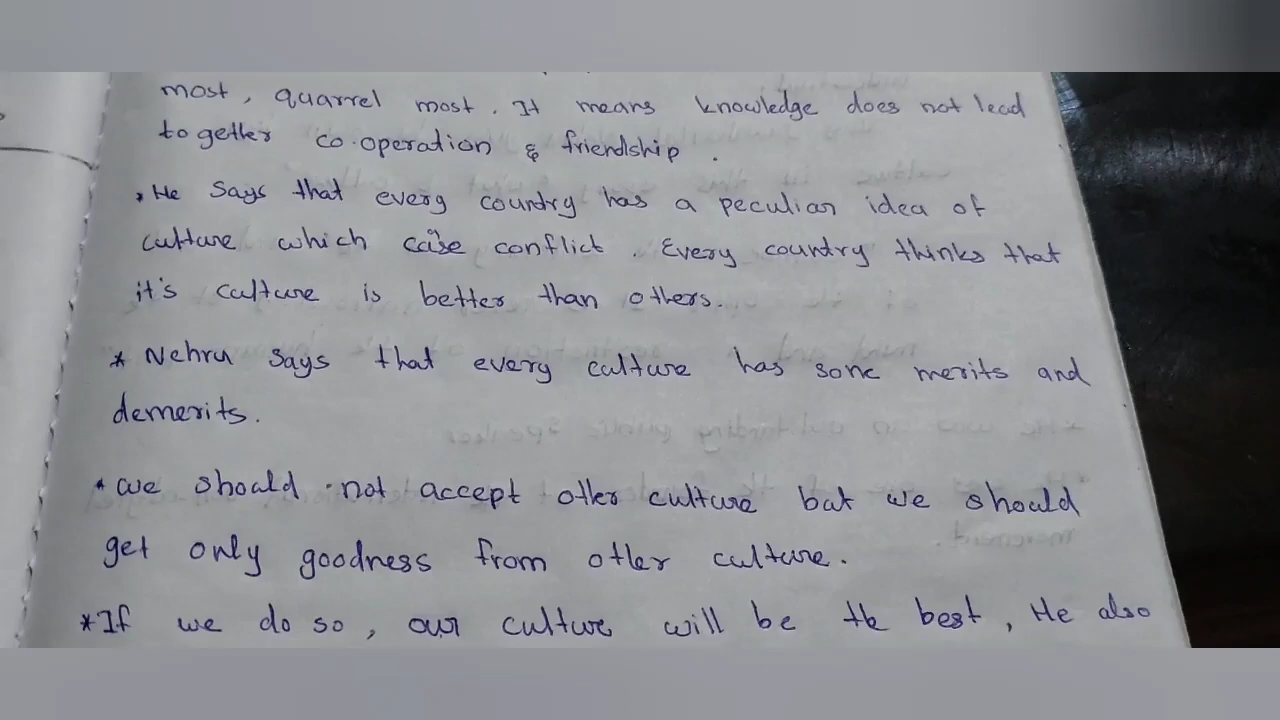 most, quarrel most. It means knowledge does not lead
to getler co.operation & friendship.
He says that every country has a peculiar idea of
culture which case conflict. Every country thinks that
it's culture is better than others.
* Nehru says that every culture has some merits and
demerits.
* we should not accept otler culture but we should
get only goodness from otler culture.
* If we do so, our culture will be the best, He also